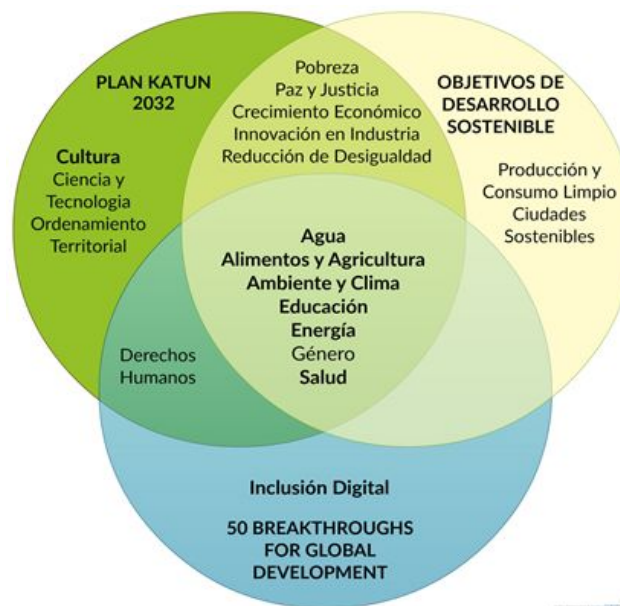 PLAN KATUN
2032
Cultura
Ciencia y
Tecnologia
Ordenamiento
Territorial
Pobreza
Paz y Justicia
Crecimiento Económico
Innovación en Industria
Reducción de Desigualdad
OBJETIVOS DE
DESARROLLO
SOSTENIBLE
Producción y
Consumo Limpio
Ciudades
Sostenibles
Agua
Alimentos y Agricultura
Ambiente y Clima
Educación
Energía
Género
Salud
Derechos
Humanos
Inclusión Digital
50 BREAKTHROUGHS
FOR GLOBAL
DEVELOPMENT